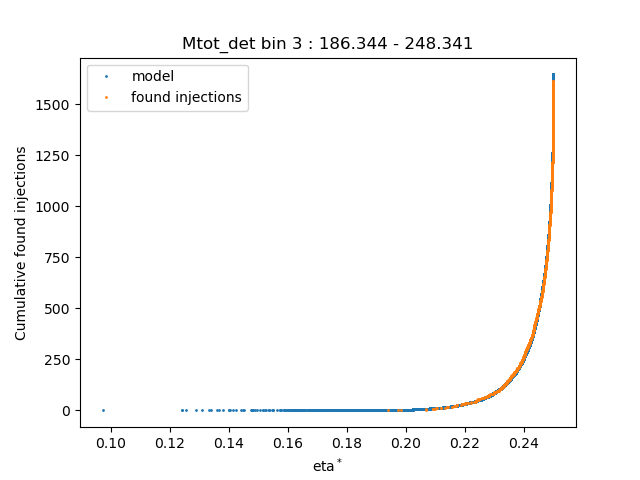 Mtot_det bin 3 : 186.344 - 248.341
model
found injections
Cumulative found injections
1500
1250
1000
750
500
250
0
0.10 0.12 0.14 0.16 0.18 0.20 0.22 0.24
eta*